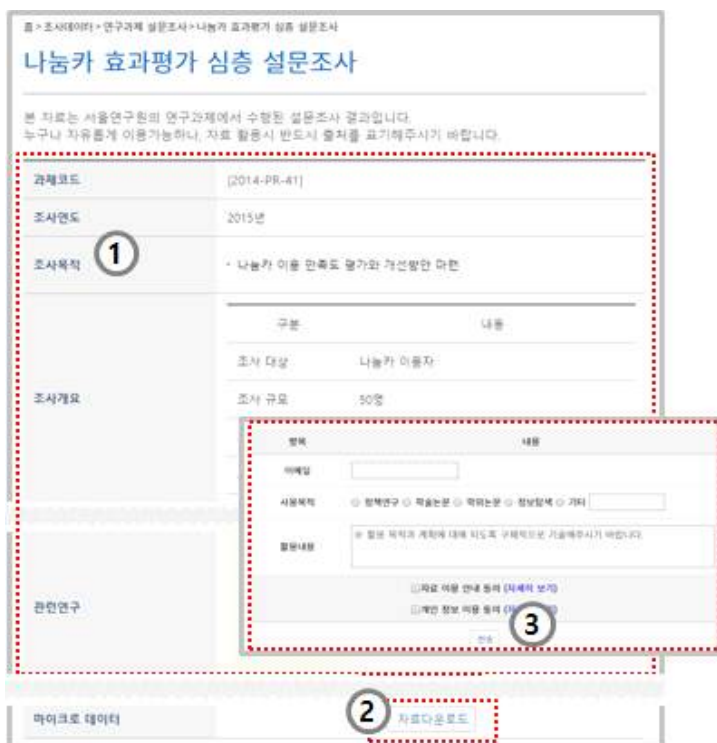 홈>조사데이터>연구과제 설문조사>나눔카 효과평가 심층 설문조사
나눔카 효과평가 심층 설문조사
본 자료는 서울연구원의 연구과제에서 수행된 설문조사 결과입니다.
누구나 자유롭게 이용가능하나, 자료 활용시 반드시 출처를 표기해주시기 바랍니다.
과제코드 [2014-PR-41]
조사연도 2015년
조사목적 ① - 나눔카 이용 만족도 평가와 개선방안 마련
구분 내용
조사 대상 나눔카 이용자
조사개요 조사 규모 50명
항목 내용
이메일
사용목적 정책연구 학술논문 학위논문 정보탐색 기타
활용내용 ※ 활용 목적과 계획에 대해 되도록 구체적으로 기술해주시기 바랍니다.
자료 이용 안내 동의 (자세히 보기)
관련연구 개인 정보 이용 동의
③
전송
마이크로 데이터 ② 자료다운로드